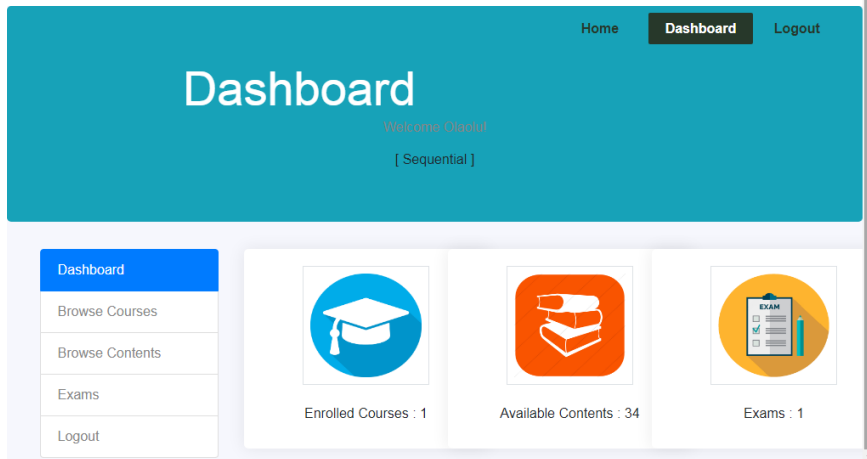 Home Dashboard Logout
Dashboard
Welcome Olaolu!
[ Sequential ]
Dashboard
Browse Courses
Browse Contents
Exams
Logout
EXAM
Enrolled Courses : 1
Available Contents : 34
Exams : 1